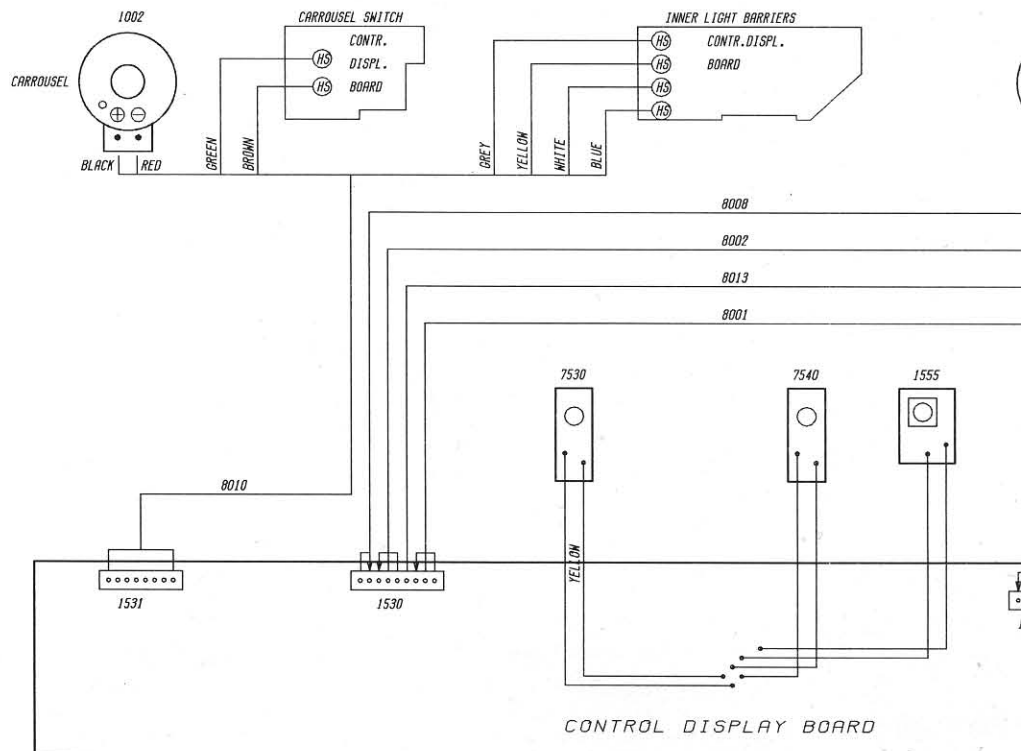 1002
CARROUSEL SWITCH
INNER LIGHT BARRIERS
CARROUSEL
HS
HS
CONTR.
DISPL.
BOARD
HS
HS
HS
HS
CONTR.DISPL.
BOARD
BLACK
RED
GREEN
BROWN
GREY
YELLOW
WHITE
BLUE
8008
8002
8013
8001
7530
7540
1555
8010
YELLOW
1531
1530
CONTROL DISPLAY BOARD